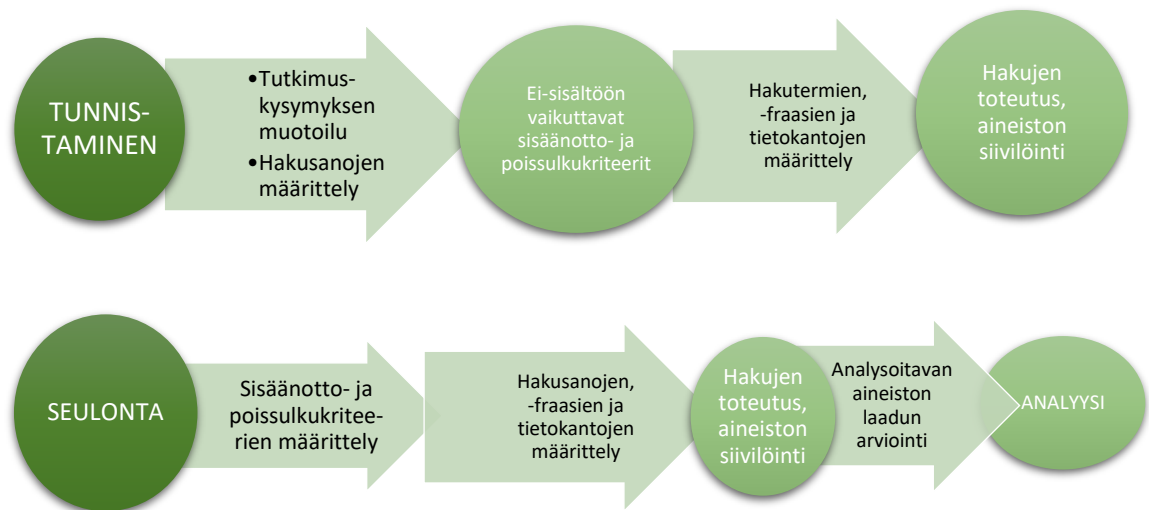 TUNNIS-
TAMINEN
•Tutkimus-
kysymyksen
muotoilu
•Hakusanojen
määrittely
Ei-sisältöön
vaikuttavat
sisäänotto- ja
poissulkukriteerit
Hakutermien,
-fraasien ja
tietokantojen
määrittely
Hakujen
toteutus,
aineiston
siivilöinti
SEULONTA
Sisäänotto- ja
poissulkukritee-
rien määrittely
Hakusanojen,
-fraasien ja
tietokantojen
määrittely
Hakujen
toteutus,
aineiston
siivilöinti
Analysoitavan
aineiston
laadun
arviointi
ANALYYSI